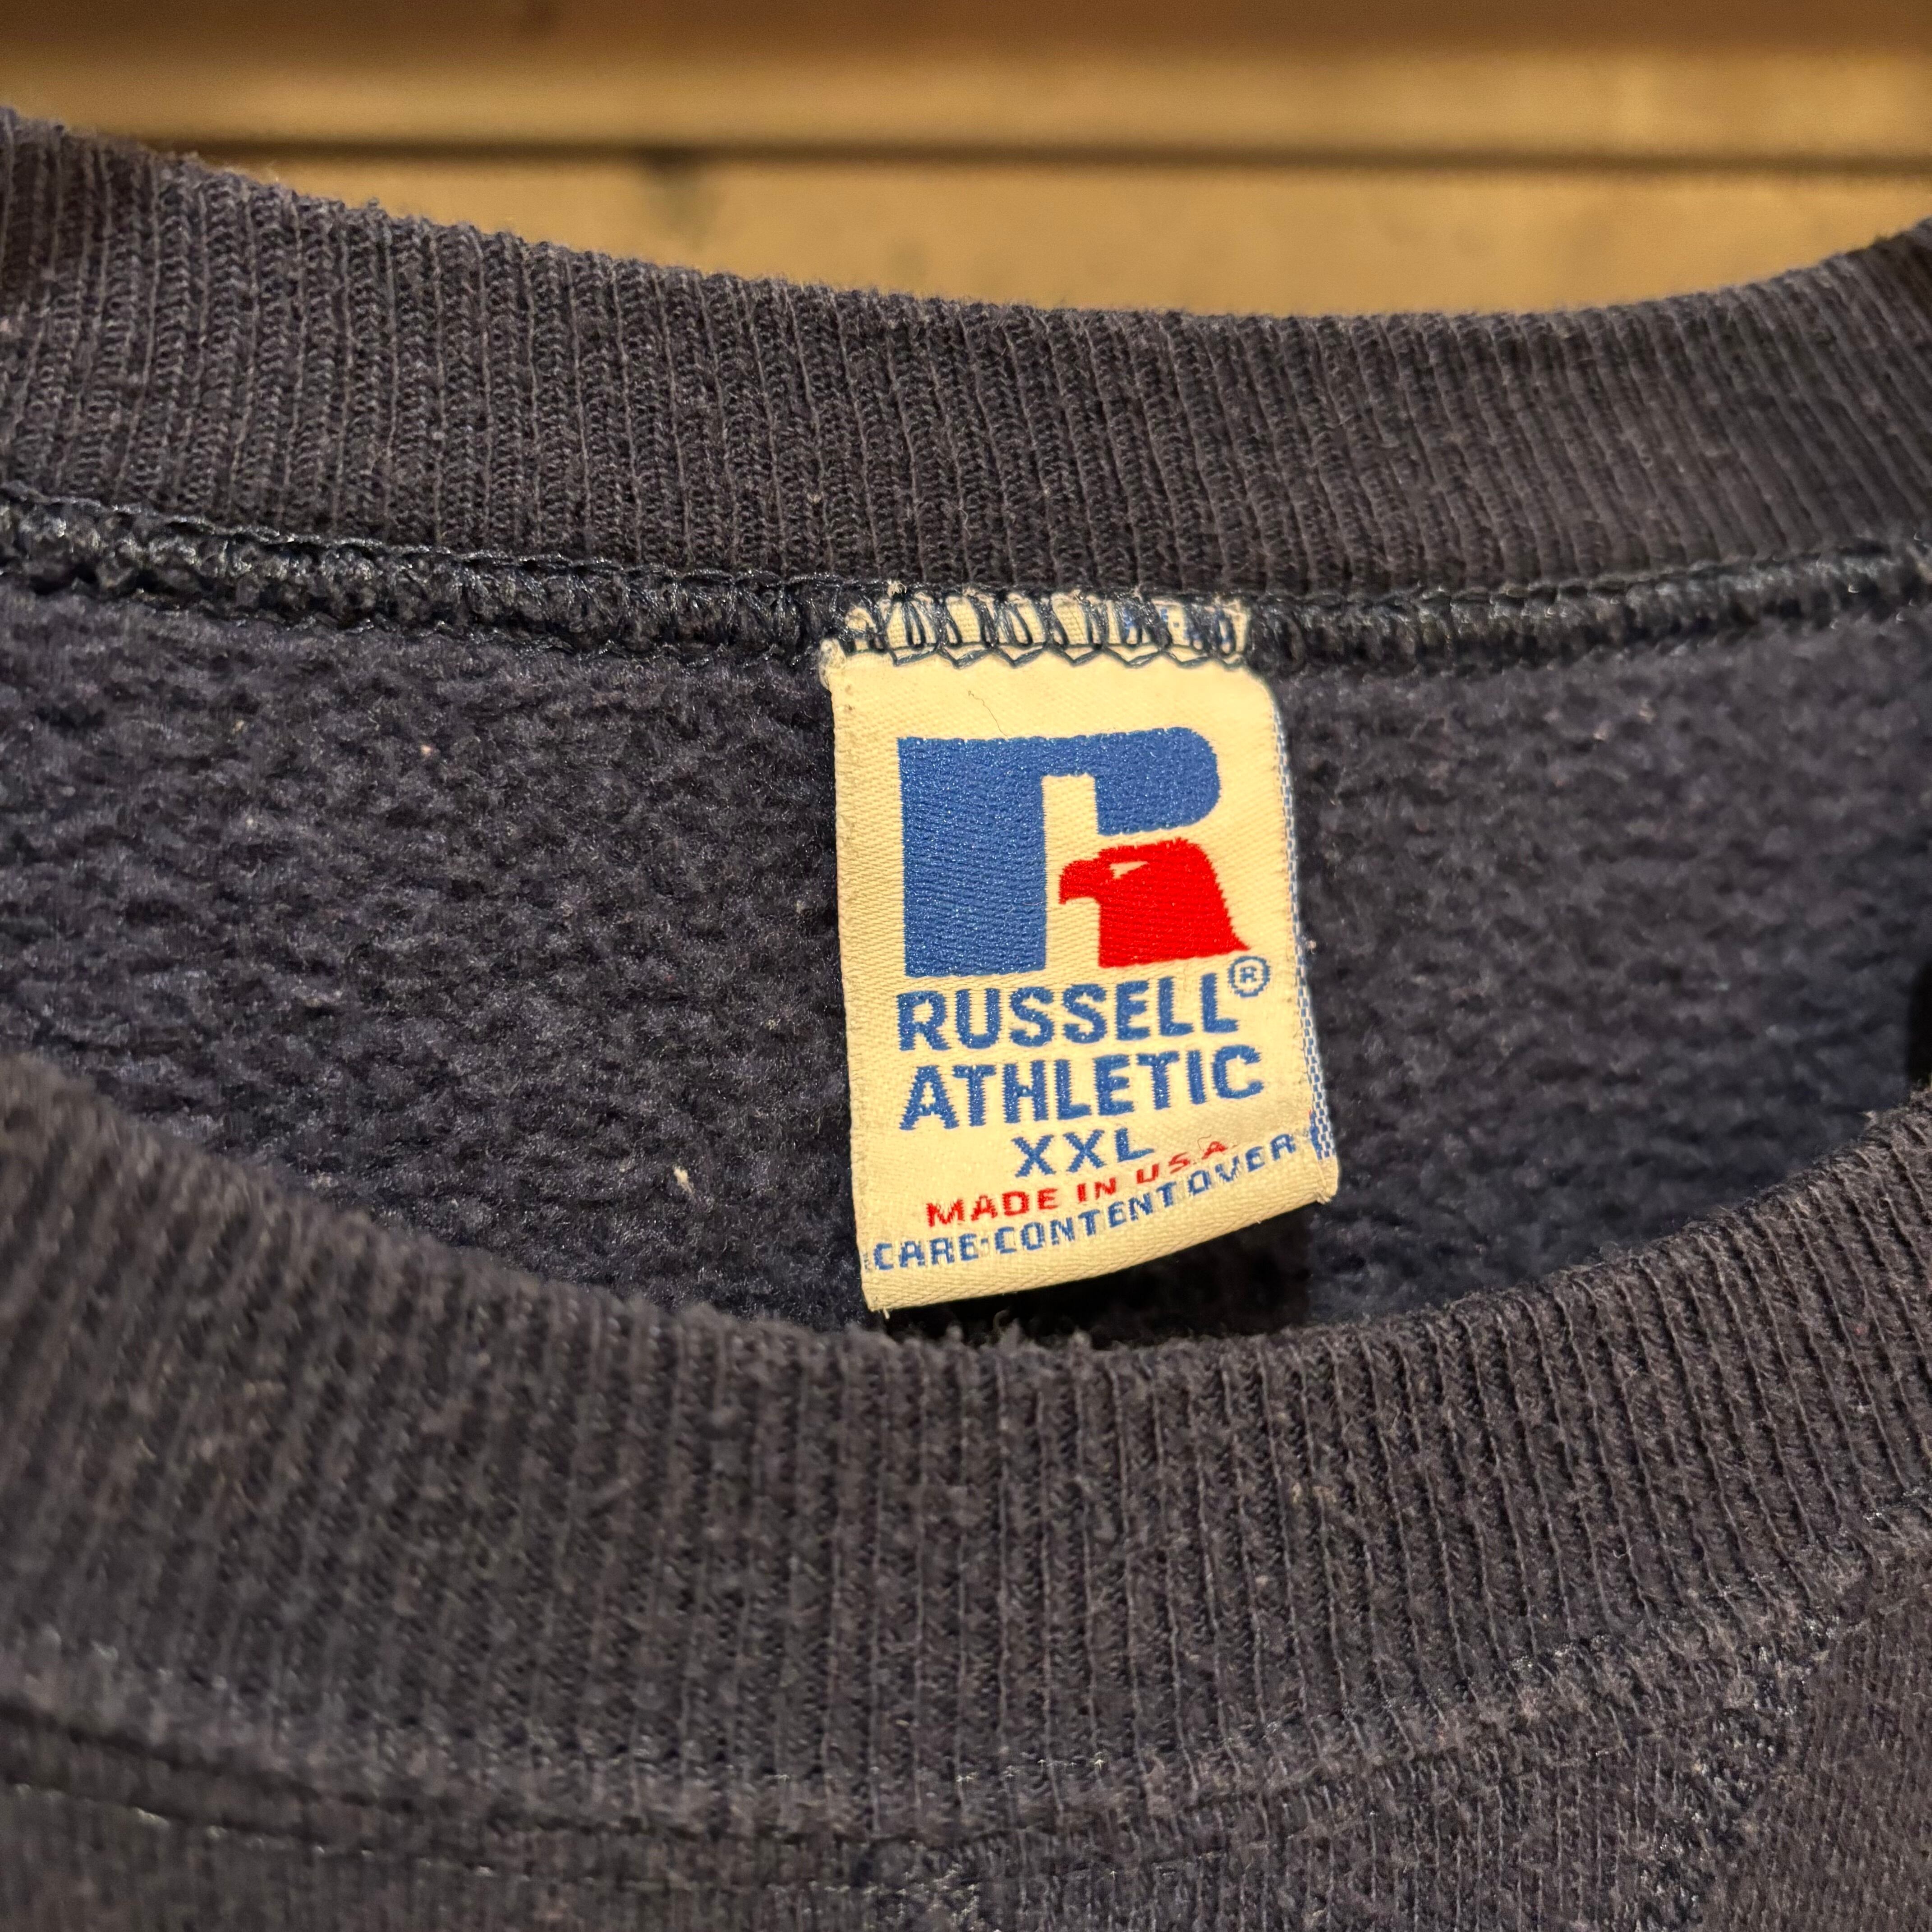 R
RUSSELL®
ATHLETIC
XXL
MADE IN U.S.A.
CARE·CONTENT OVER